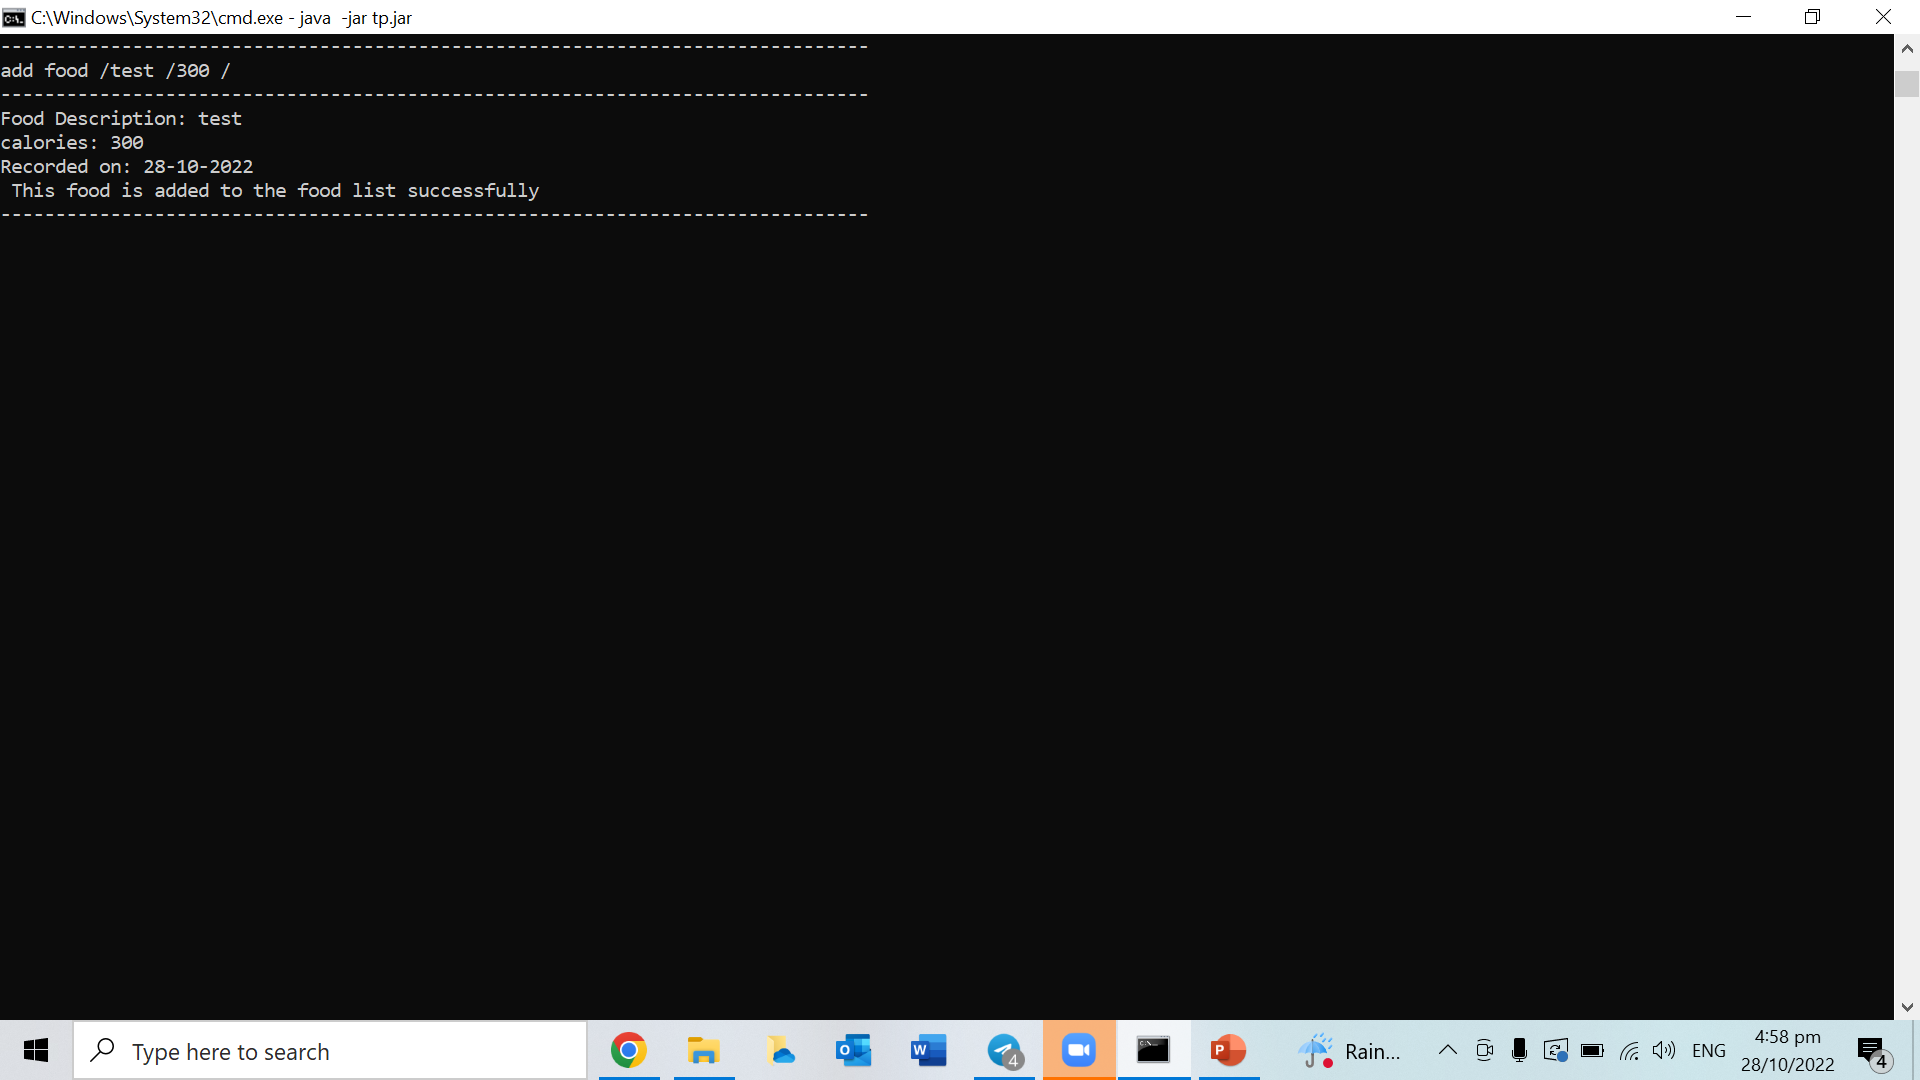 C:\Windows\System32\cmd.exe - java  -jar tp.jar
-------------------------------------------------------------------------------
add food /test /300 /
-------------------------------------------------------------------------------
Food Description: test
calories: 300
Recorded on: 28-10-2022
 This food is added to the food list successfully
-------------------------------------------------------------------------------
Type here to search
4
Rain...
ENG
4:58 pm
28/10/2022
4